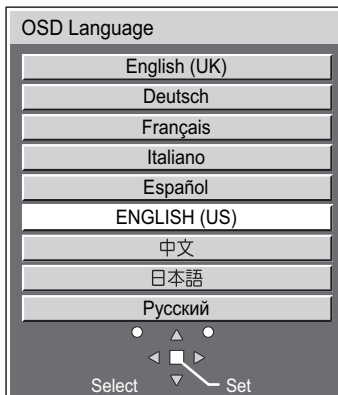 OSD Language
English (UK)
Deutsch
Français
Italiano
Español
ENGLISH (US)
中文
日本語
Русский
Select Set